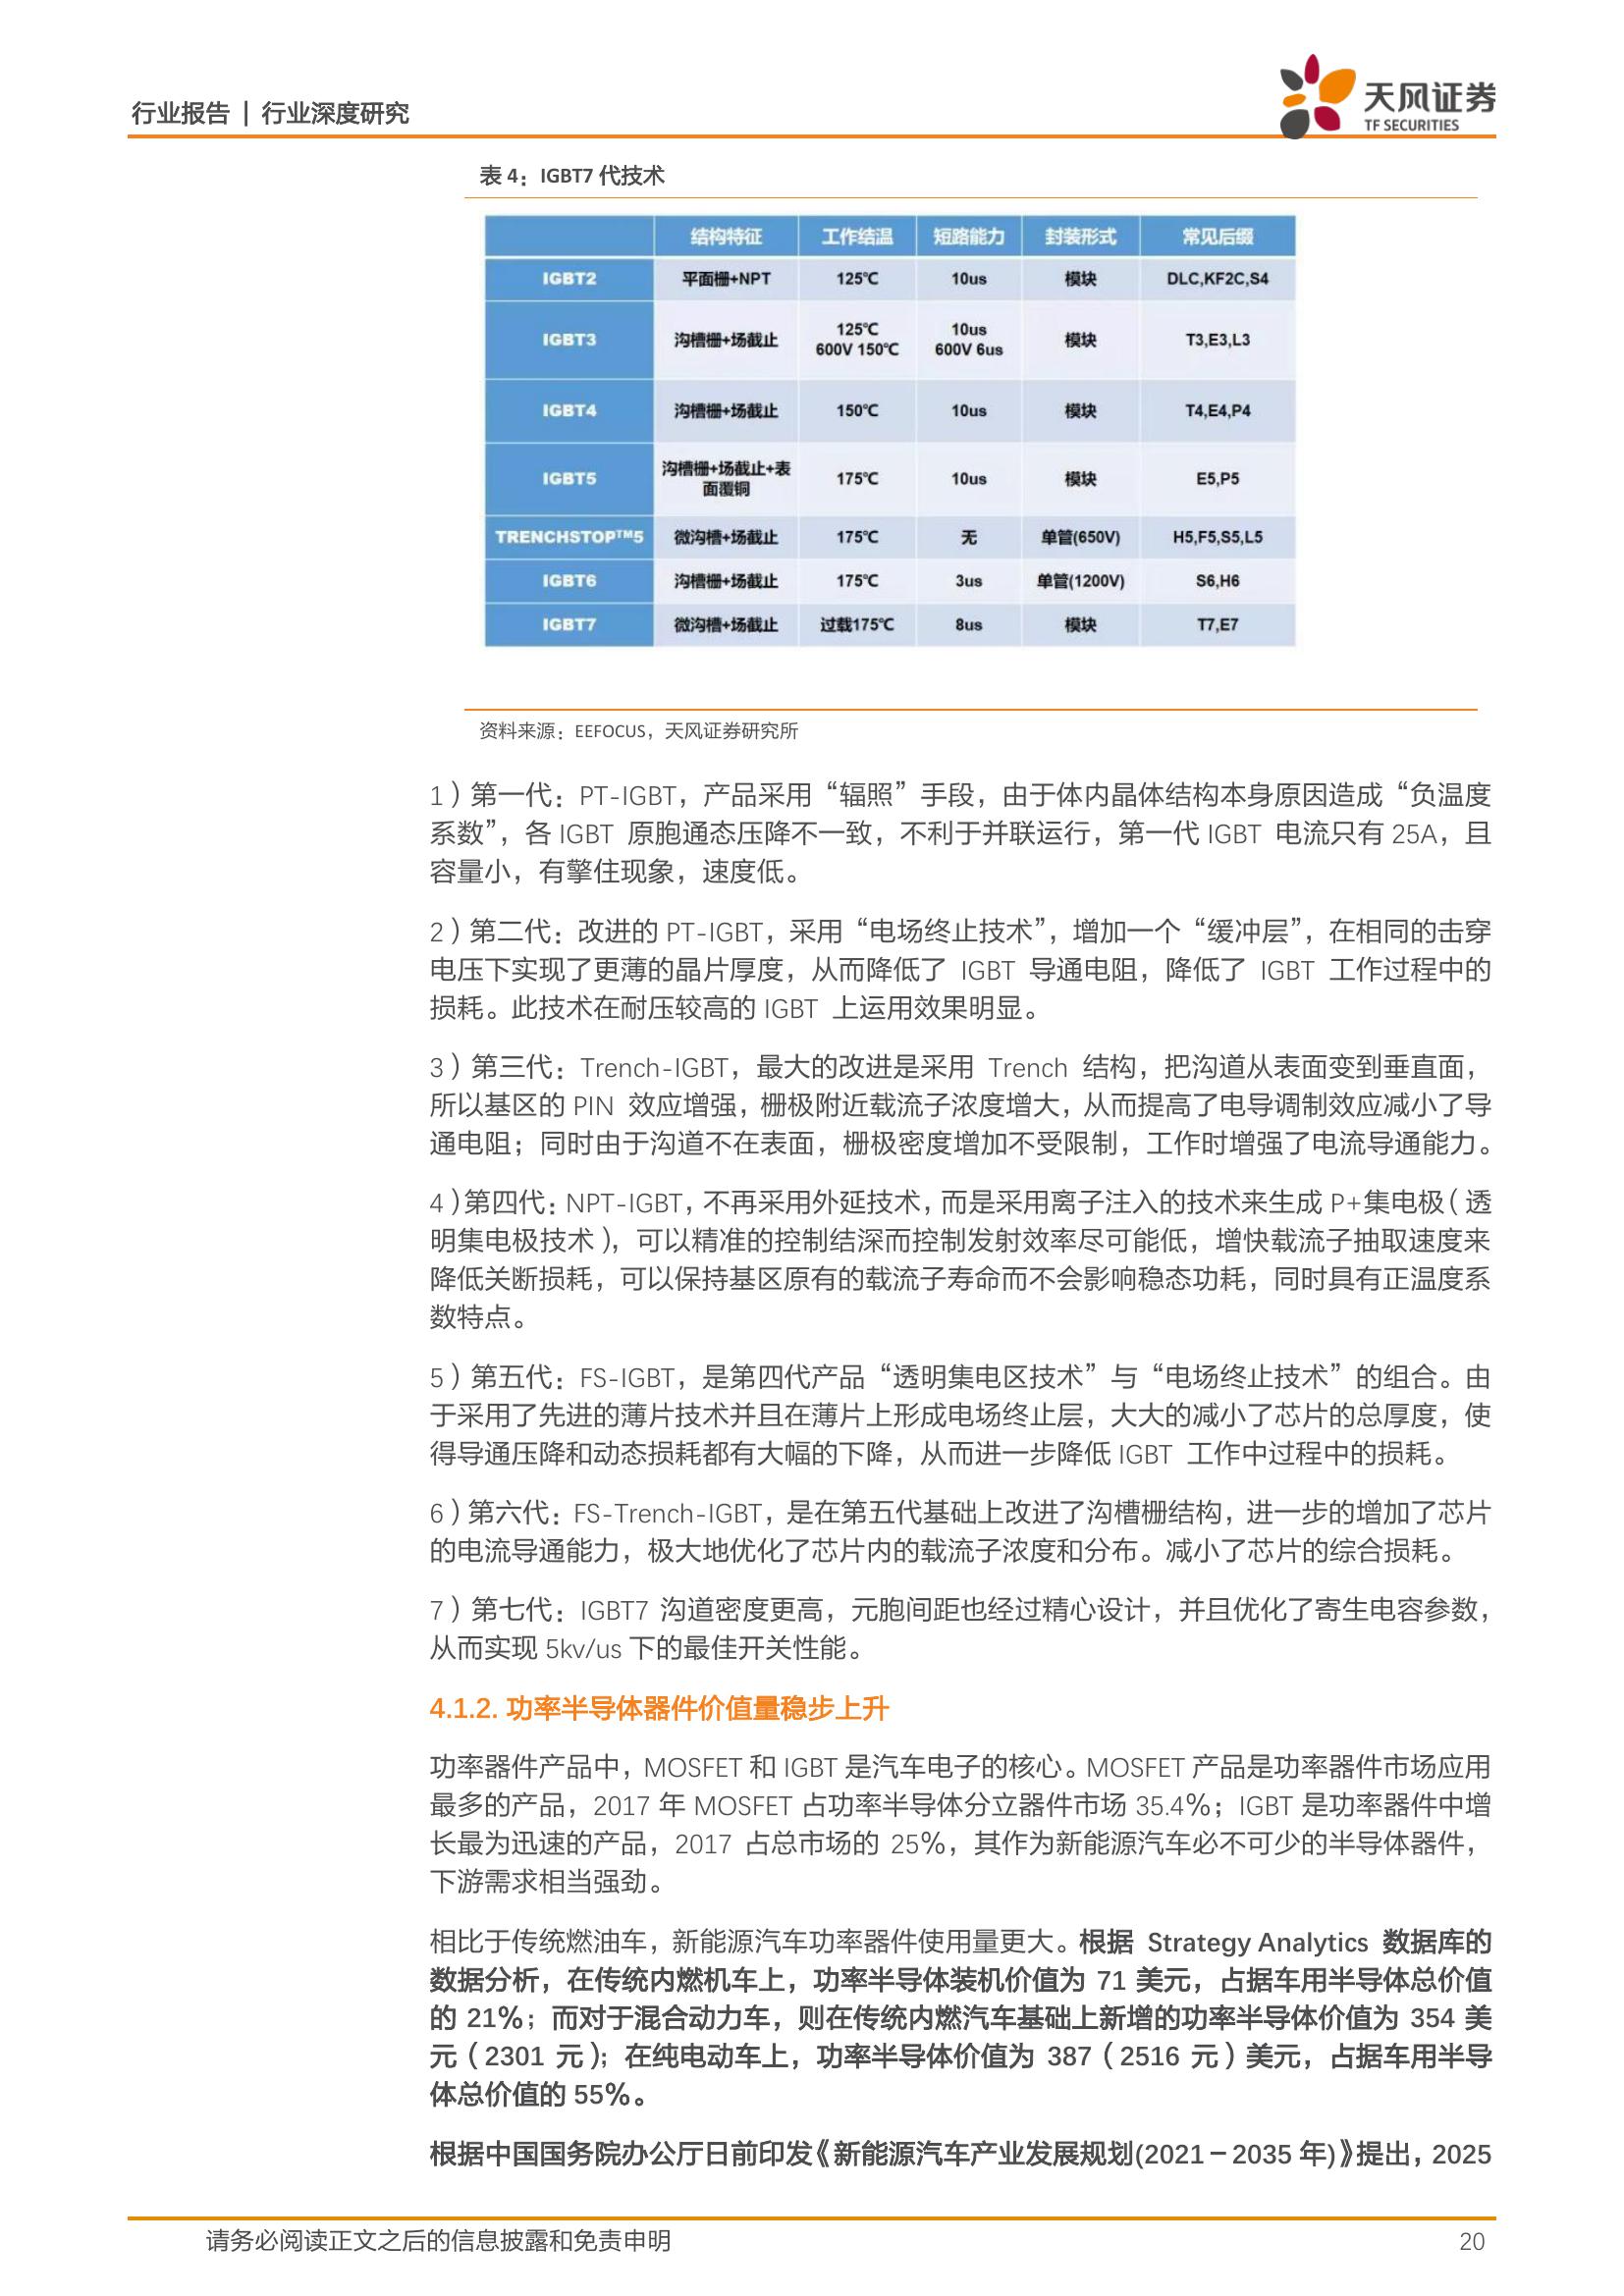 行业报告 | 行业深度研究
天风证券
TF SECURITIES
表 4：IGBT7 代技术
结构特征 工作结温 短路能力 封装形式 常见后缀
IGBT2 平面栅+NPT 125℃ 10us 模块 DLC,KF2C,S4
IGBT3 沟槽栅+场截止 125℃ 600V 150℃ 10us 600V 6us 模块 T3,E3,L3
IGBT4 沟槽栅+场截止 150℃ 10us 模块 T4,E4,P4
IGBT5 沟槽栅+场截止+表面覆铜 175℃ 10us 模块 E5,P5
TRENCHSTOP™5 微沟槽+场截止 175℃ 无 单管(650V) H5,F5,S5,L5
IGBT6 沟槽栅+场截止 175℃ 3us 单管(1200V) S6,H6
IGBT7 微沟槽+场截止 过载175℃ 8us 模块 T7,E7
资料来源：EEFOCUS，天风证券研究所
1）第一代：PT-IGBT，产品采用“辐照”手段，由于体内晶体结构本身原因造成“负温度
系数”，各 IGBT 原胞通态压降不一致，不利于并联运行，第一代 IGBT 电流只有 25A，且
容量小，有擎住现象，速度低。
2）第二代：改进的 PT-IGBT，采用“电场终止技术”，增加一个“缓冲层”，在相同的击穿
电压下实现了更薄的晶片厚度，从而降低了 IGBT 导通电阻，降低了 IGBT 工作过程中的
损耗。此技术在耐压较高的 IGBT 上运用效果明显。
3）第三代：Trench-IGBT，最大的改进是采用 Trench 结构，把沟道从表面变到垂直面，
所以基区的 PIN 效应增强，栅极附近载流子浓度增大，从而提高了电导调制效应减小了导
通电阻；同时由于沟道不在表面，栅极密度增加不受限制，工作时增强了电流导通能力。
4）第四代：NPT-IGBT，不再采用外延技术，而是采用离子注入的技术来生成 P+集电极（透
明集电极技术），可以精准的控制结深而控制发射效率尽可能低，增快载流子抽取速度来
降低关断损耗，可以保持基区原有的载流子寿命而不会影响稳态功耗，同时具有正温度系
数特点。
5）第五代：FS-IGBT，是第四代产品“透明集电区技术”与“电场终止技术”的组合。由
于采用了先进的薄片技术并且在薄片上形成电场终止层，大大的减小了芯片的总厚度，使
得导通压降和动态损耗都有大幅的下降，从而进一步降低 IGBT 工作中过程中的损耗。
6）第六代：FS-Trench-IGBT，是在第五代基础上改进了沟槽栅结构，进一步的增加了芯片
的电流导通能力，极大地优化了芯片内的载流子浓度和分布。减小了芯片的综合损耗。
7）第七代：IGBT7 沟道密度更高，元胞间距也经过精心设计，并且优化了寄生电容参数，
从而实现 5kv/us 下的最佳开关性能。
4.1.2. 功率半导体器件价值量稳步上升
功率器件产品中，MOSFET 和 IGBT 是汽车电子的核心。MOSFET 产品是功率器件市场应用
最多的产品，2017 年 MOSFET 占功率半导体分立器件市场 35.4%；IGBT 是功率器件中增
长最为迅速的产品，2017 占总市场的 25%，其作为新能源汽车必不可少的半导体器件，
下游需求相当强劲。
相比于传统燃油车，新能源汽车功率器件使用量更大。根据 Strategy Analytics 数据库的
数据分析，在传统内燃机车上，功率半导体装机价值为 71 美元，占据车用半导体总价值
的 21%；而对于混合动力车，则在传统内燃汽车基础上新增的功率半导体价值为 354 美
元（2301 元）；在纯电动车上，功率半导体价值为 387（2516 元）美元，占据车用半导
体总价值的 55%。
根据中国国务院办公厅日前印发《新能源汽车产业发展规划(2021－2035 年)》提出，2025
请务必阅读正文之后的信息披露和免责申明 20